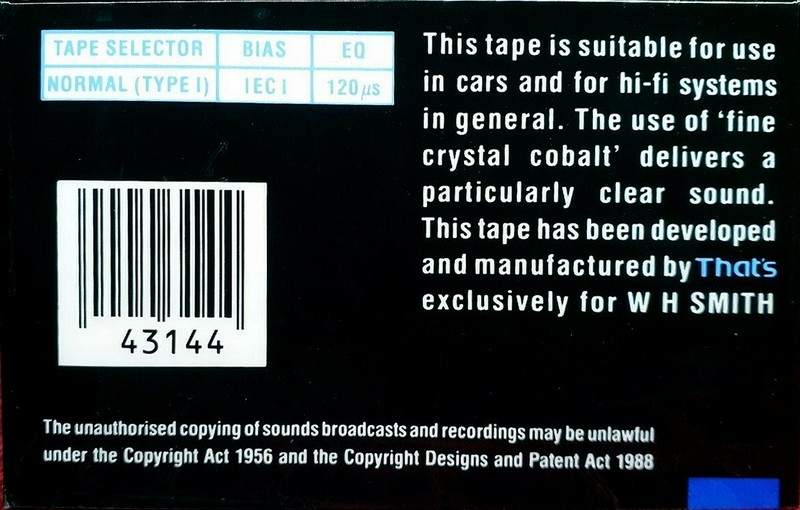 TAPE SELECTOR BIAS EQ
NORMAL (TYPE I) IEC I 120µs
This tape is suitable for use
in cars and for hi-fi systems
in general. The use of ‘fine
crystal cobalt’ delivers a
particularly clear sound.
This tape has been developed
and manufactured by That's
exclusively for W H SMITH
43144
The unauthorised copying of sounds broadcasts and recordings may be unlawful
under the Copyright Act 1956 and the Copyright Designs and Patent Act 1988